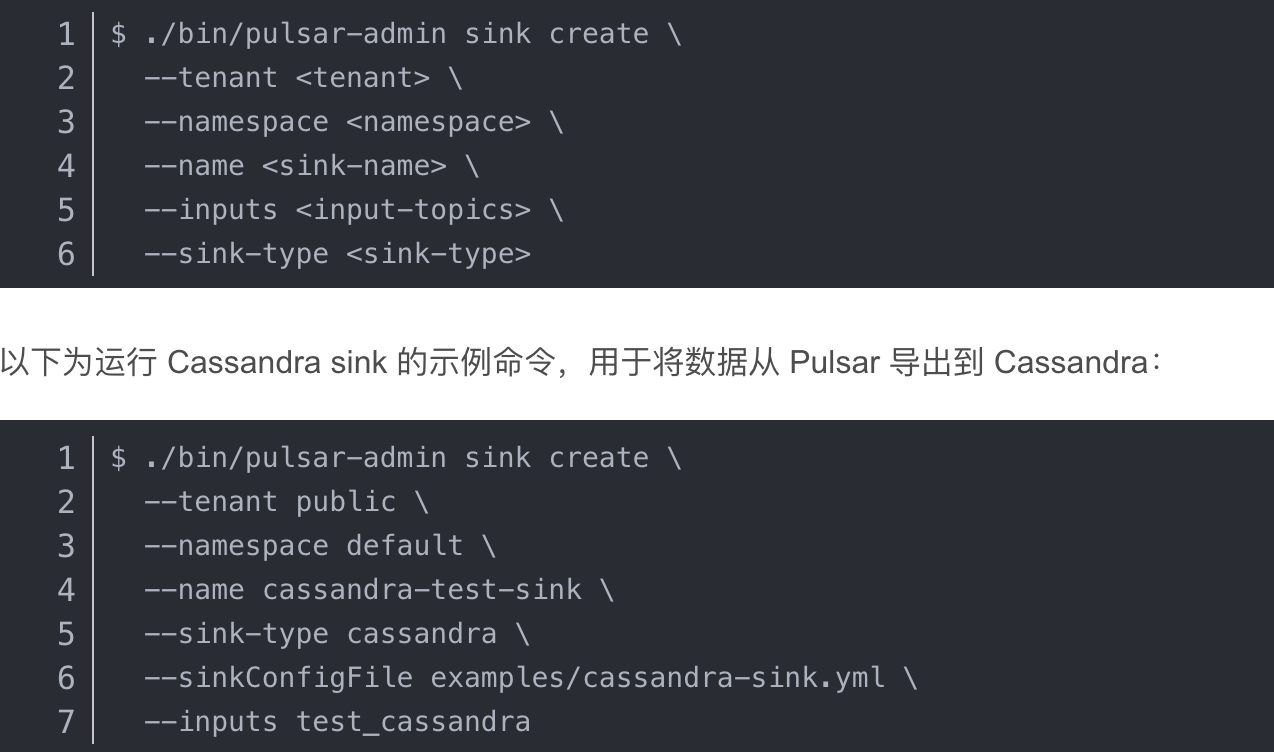 1 $ ./bin/pulsar-admin sink create \
2 --tenant <tenant> \
3 --namespace <namespace> \
4 --name <sink-name> \
5 --inputs <input-topics> \
6 --sink-type <sink-type>
以下为运行 Cassandra sink 的示例命令，用于将数据从 Pulsar 导出到 Cassandra：
1 $ ./bin/pulsar-admin sink create \
2 --tenant public \
3 --namespace default \
4 --name cassandra-test-sink \
5 --sink-type cassandra \
6 --sinkConfigFile examples/cassandra-sink.yml \
7 --inputs test_cassandra